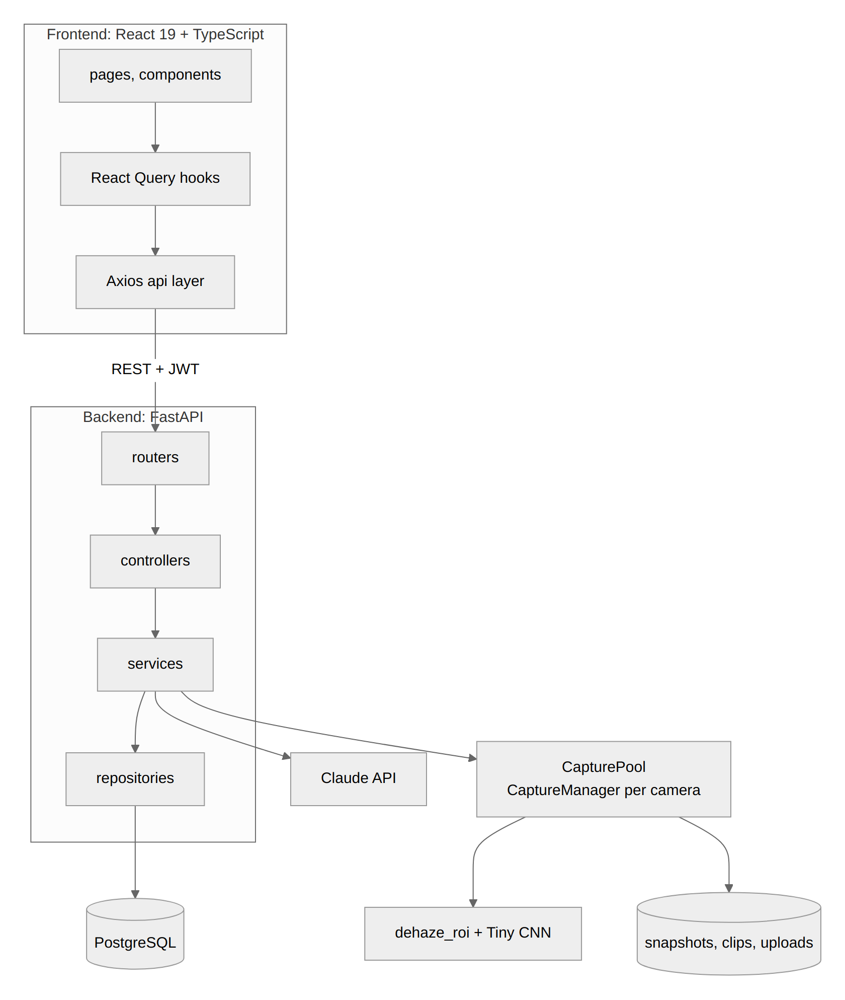 Frontend: React 19 + TypeScript
pages, components
React Query hooks
Axios api layer
REST + JWT
Backend: FastAPI
routers
controllers
services
repositories
Claude API
CapturePool
CaptureManager per camera
PostgreSQL
dehaze_roi + Tiny CNN
snapshots, clips, uploads